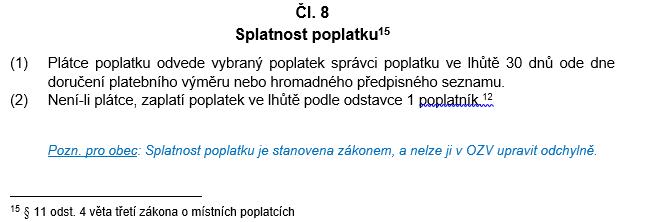 Čl. 8
Splatnost poplatku15
(1) Plátce poplatku odvede vybraný poplatek správci poplatku ve lhůtě 30 dnů ode dne
doručení platebního výměru nebo hromadného předpisného seznamu.
(2) Není-li plátce, zaplatí poplatek ve lhůtě podle odstavce 1 poplatník.12
Pozn. pro obec: Splatnost poplatku je stanovena zákonem, a nelze ji v OZV upravit odchylně.
15 § 11 odst. 4 věta třetí zákona o místních poplatcích